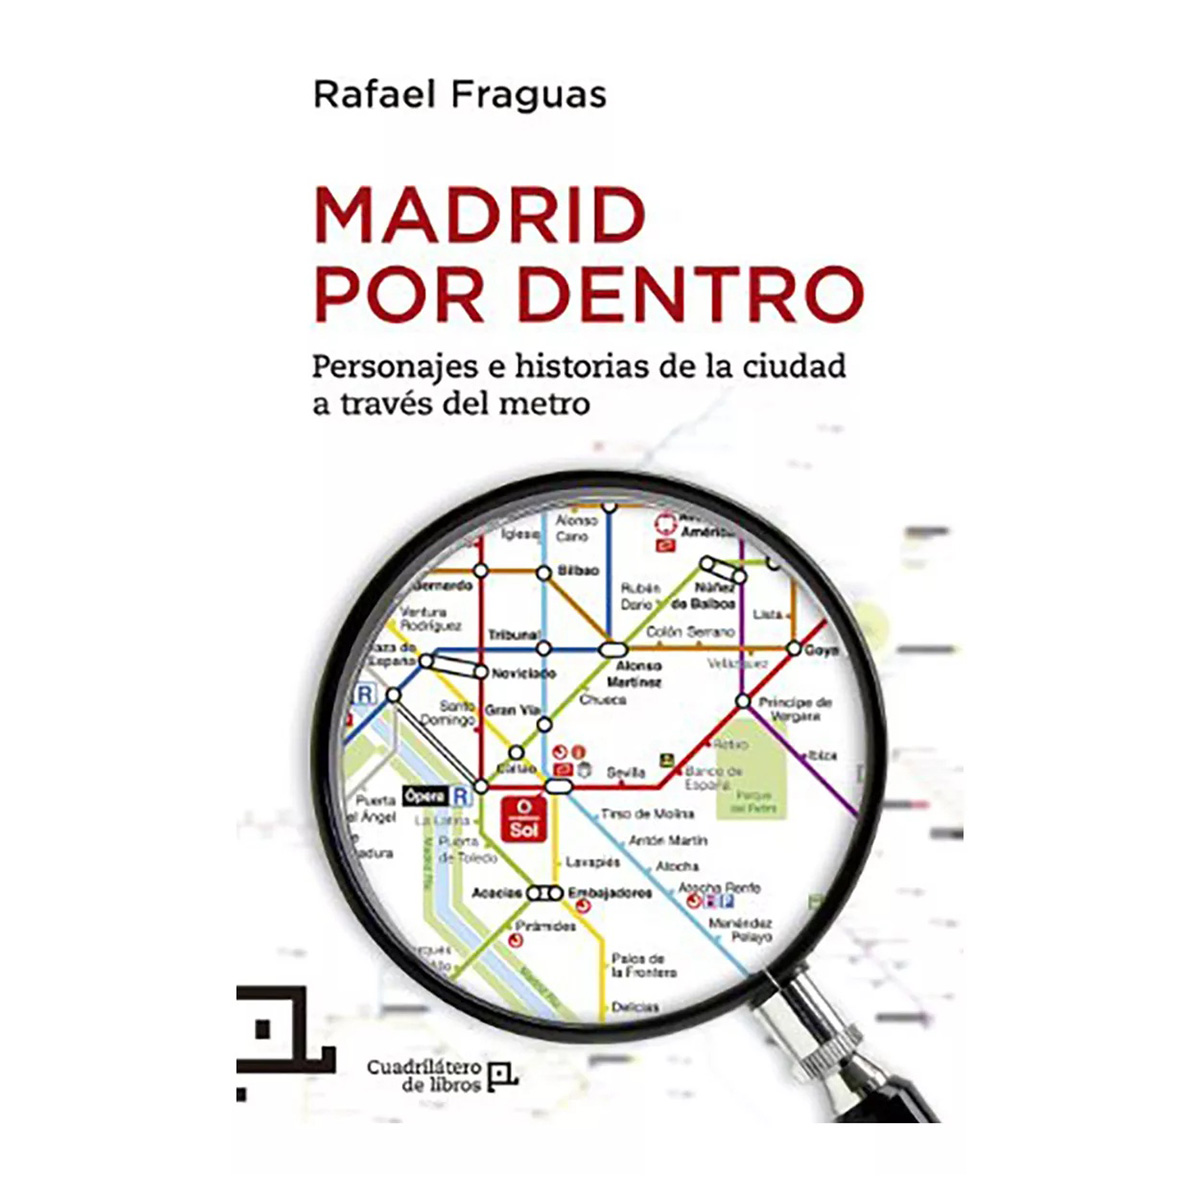 Rafael Fraguas
MADRID
POR DENTRO
Personajes e historias de la ciudad
a través del metro
Iglesia
Alonso
Cano
América
Bilbao
Bernardo
Rubén
Darío
Núñez
de Balboa
Lista
Ventura
Rodríguez
Tribunal
Colón Serrano
Velázquez
Goya
España
Noviciado
Alonso
Martínez
Chueca
R
Santo
Domingo
Gran Vía
Príncipe de
Vergara
Callao
Retiro
Ibiza
Sevilla
Banco de
España
Parque
del Retiro
Puerta
el Ángel
Ópera
R
Sol
La Latina
Tirso de Molina
Puerta
de Toledo
Antón Martín
Lavapiés
Atocha
Acacias
Embajadores
Atocha Renfe
Pirámides
Menéndez
Pelayo
Palos de
la Frontera
Delicias
Cuadrilátero
de libros